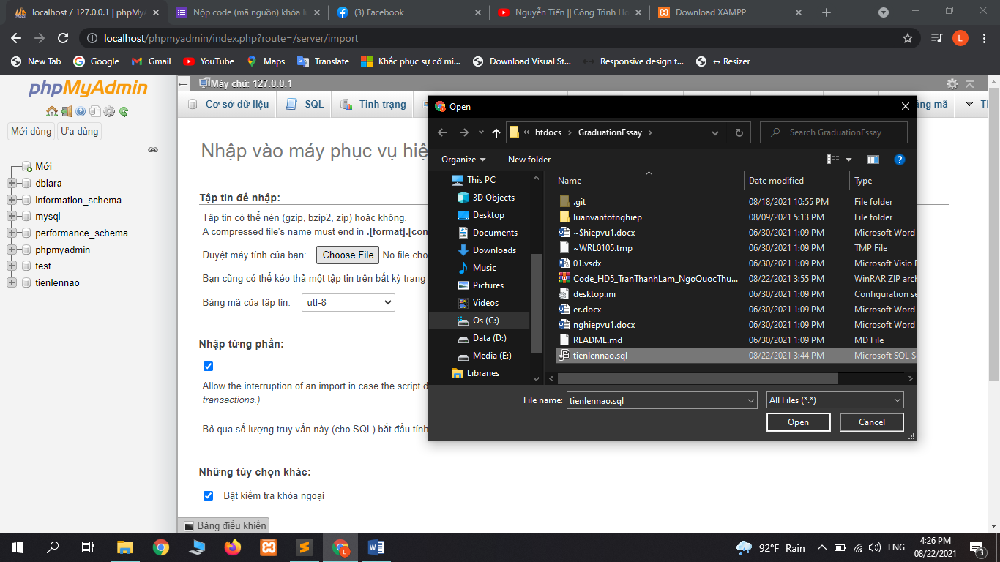 localhost / 127.0.0.1 | phpMyA
Nộp code (mã nguồn) khóa l
(3) Facebook
Nguyễn Tiến || Công Trình Ho
Download XAMPP
localhost/phpmyadmin/index.php?route=/server/import
L
New Tab
Google
Gmail
YouTube
Maps
Translate
Khắc phục sự cố mi...
Download Visual St...
Responsive design t...
↔ Resizer
phpMyAdmin
Mới dùng
Ưa dùng
Mới
dblara
information_schema
mysql
performance_schema
phpmyadmin
test
tienlennao
Máy chủ: 127.0.0.1
Cơ sở dữ liệu
SQL
Tình trạng
ảng mã
Nhập vào máy phục vụ hiệ
Tập tin để nhập:
Tập tin có thể nén (gzip, bzip2, zip) hoặc không.
A compressed file's name must end in .[format].[com
Duyệt máy tính của bạn:
Choose File
No file cho
Bạn cũng có thể kéo thả một tập tin trên bất kỳ trang
Bảng mã của tập tin:
utf-8
Nhập từng phần:
Allow the interruption of an import in case the script d
transactions.)
Bỏ qua số lượng truy vấn này (cho SQL) bắt đầu tính
Những tùy chọn khác:
Bật kiểm tra khóa ngoại
Bảng điều khiển
Open
htdocs
GraduationEssay
Search GraduationEssay
Organize
New folder
This PC
3D Objects
Desktop
Documents
Downloads
Music
Pictures
Videos
Os (C:)
Data (D:)
Media (E:)
Libraries
Name
Date modified
Type
.git
08/18/2021 10:55 PM
File folder
luanvantotnghiep
08/09/2021 5:13 PM
File folder
~$hiepvu1.docx
06/30/2021 1:09 PM
Microsoft Word
~WRL0105.tmp
06/30/2021 1:09 PM
TMP File
01.vsdx
06/30/2021 1:09 PM
Microsoft Visio D
Code_HD5_TranThanhLam_NgoQuocThu...
08/22/2021 3:55 PM
WinRAR ZIP arch
desktop.ini
06/30/2021 1:09 PM
Configuration se
er.docx
06/30/2021 1:09 PM
Microsoft Word
nghiepvu1.docx
06/30/2021 1:09 PM
Microsoft Word
README.md
06/30/2021 1:09 PM
MD File
tienlennao.sql
08/22/2021 3:44 PM
Microsoft SQL S
File name:
tienlennao.sql
All Files (*.*)
Open
Cancel
92°F Rain
ENG
4:26 PM
08/22/2021
3